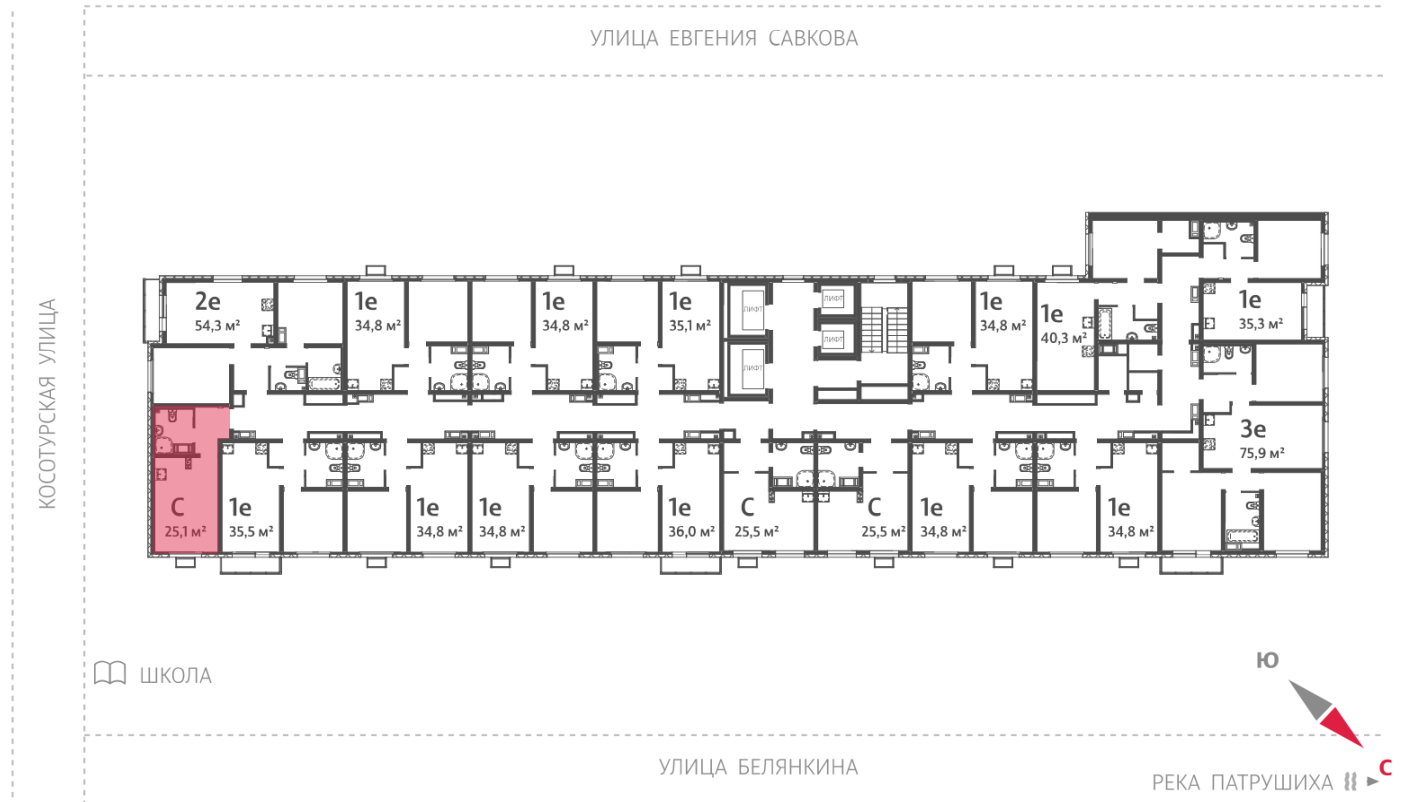 УЛИЦА ЕВГЕНИЯ САВКОВА
КОСОТУРСКАЯ УЛИЦА
2е
54,3 м²
1е
34,8 м²
1е
34,8 м²
1е
35,1 м²
ЛИФТ
ЛИФТ
ЛИФТ
ЛИФТ
1е
34,8 м²
1е
40,3 м²
1е
35,3 м²
3е
75,9 м²
С
25,1 м²
1е
35,5 м²
1е
34,8 м²
1е
34,8 м²
1е
36,0 м²
С
25,5 м²
С
25,5 м²
1е
34,8 м²
1е
34,8 м²
ШКОЛА
Ю
С
УЛИЦА БЕЛЯНКИНА
РЕКА ПАТРУШИХА